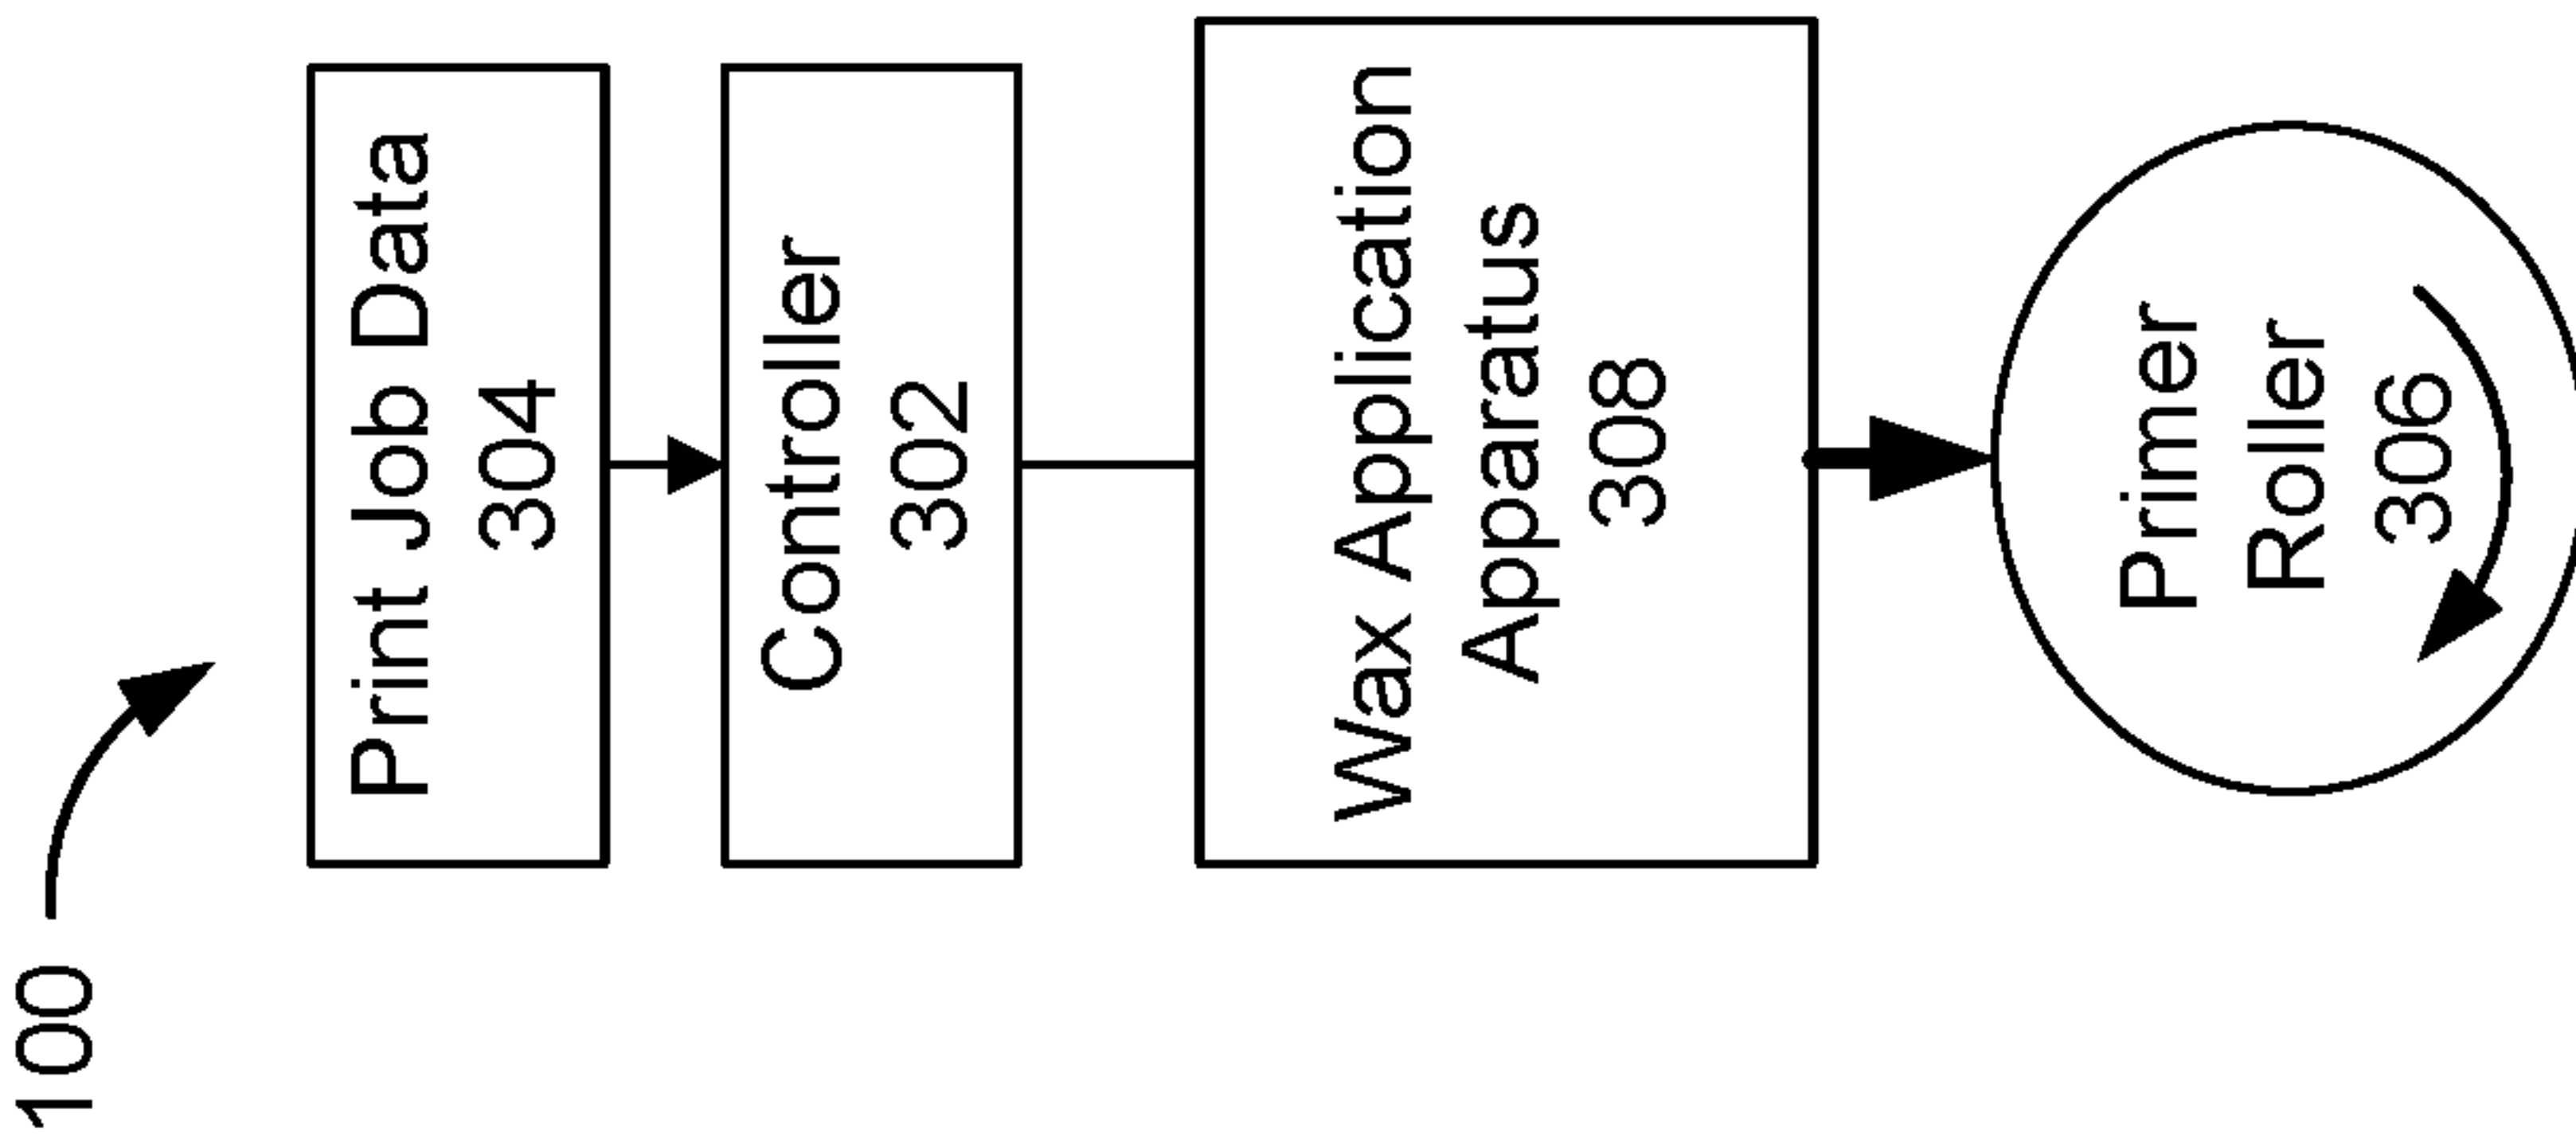 100
Print Job Data
304
Controller
302
Wax Application
Apparatus
308
Primer
Roller
306